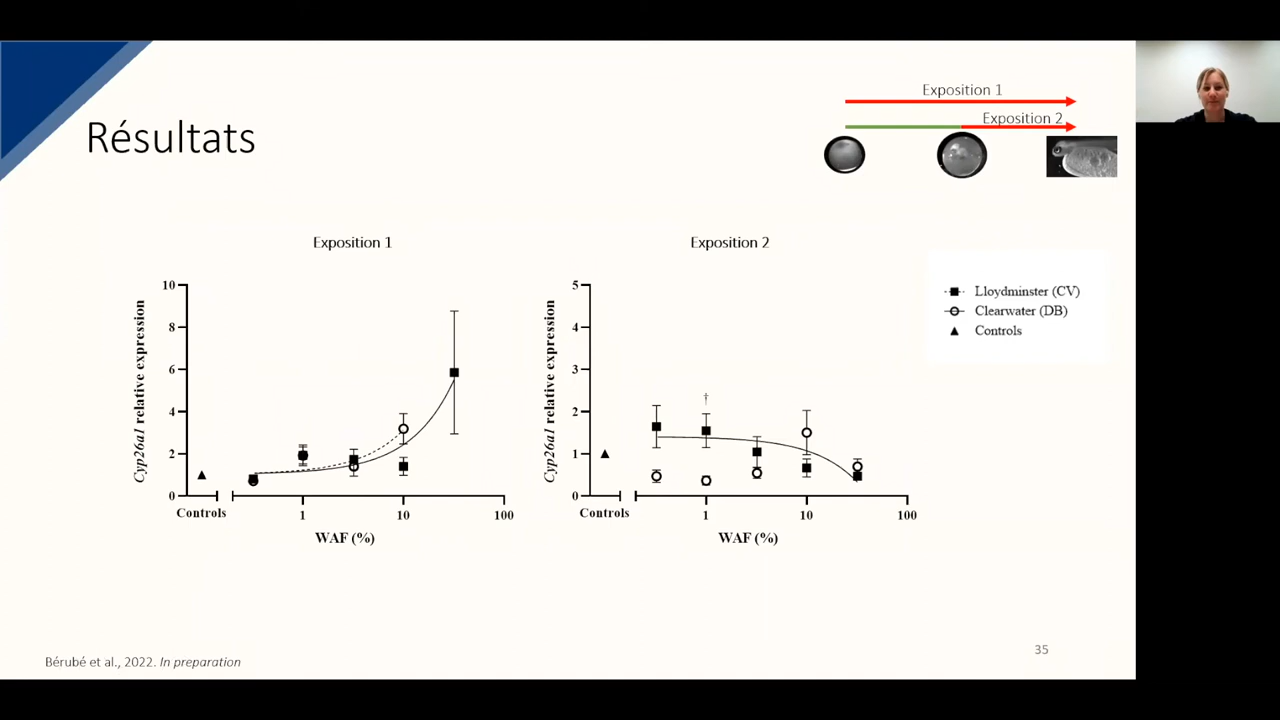 Résultats
Exposition 1
Exposition 2
Exposition 1
Cyp26a1 relative expression
10
8
6
4
2
0
Controls
1
10
100
WAF (%)
Exposition 2
Cyp26a1 relative expression
5
4
3
2
1
0
†
Controls
1
10
100
WAF (%)
Lloydminster (CV)
Clearwater (DB)
Controls
Bérubé et al., 2022. In preparation
35